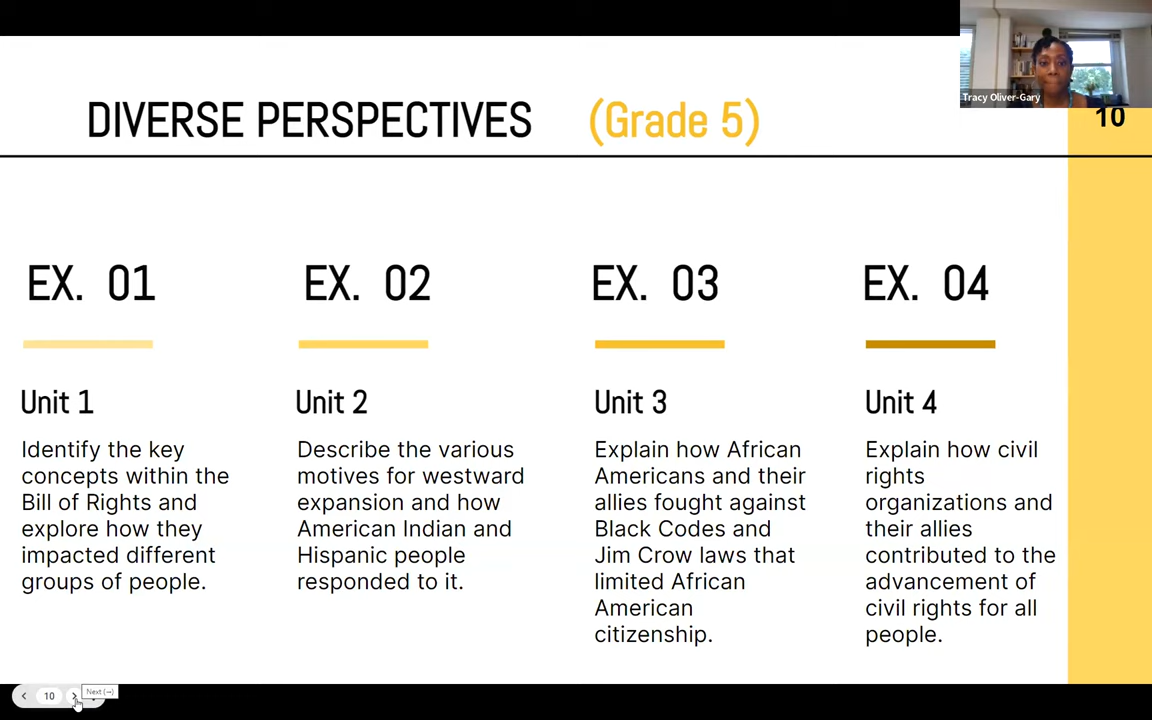 Tracy Oliver-Gary
DIVERSE PERSPECTIVES (Grade 5)
10
EX. 01
Unit 1
Identify the key
concepts within the
Bill of Rights and
explore how they
impacted different
groups of people.
EX. 02
Unit 2
Describe the various
motives for westward
expansion and how
American Indian and
Hispanic people
responded to it.
EX. 03
Unit 3
Explain how African
Americans and their
allies fought against
Black Codes and
Jim Crow laws that
limited African
American
citizenship.
EX. 04
Unit 4
Explain how civil
rights
organizations and
their allies
contributed to the
advancement of
civil rights for all
people.
10
Next (→)